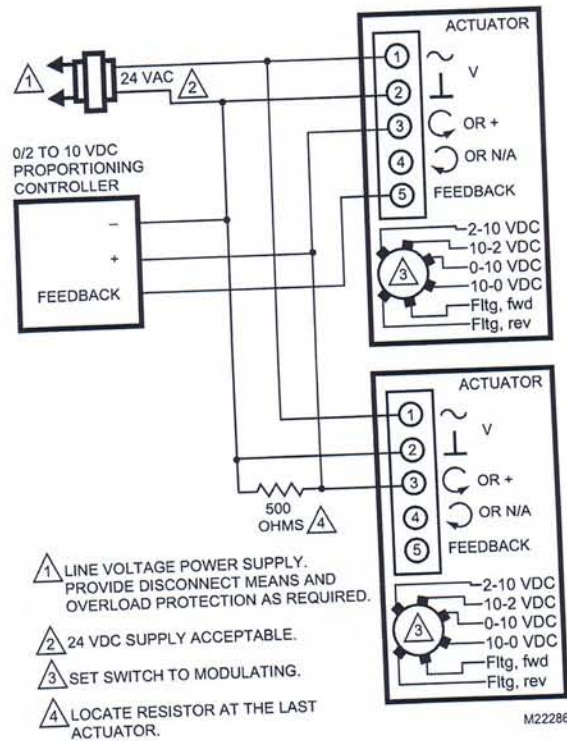 ACTUATOR
1
24 VAC
2
1
V
2
3
OR +
4
OR N/A
5
FEEDBACK
0/2 TO 10 VDC
PROPORTIONING
CONTROLLER
–
+
FEEDBACK
3
2-10 VDC
10-2 VDC
0-10 VDC
10-0 VDC
Fltg, fwd
Fltg, rev
ACTUATOR
1
V
2
3
OR +
4
OR N/A
5
FEEDBACK
500
OHMS
4
3
2-10 VDC
10-2 VDC
0-10 VDC
10-0 VDC
Fltg, fwd
Fltg, rev
1 LINE VOLTAGE POWER SUPPLY.
PROVIDE DISCONNECT MEANS AND
OVERLOAD PROTECTION AS REQUIRED.
2 24 VDC SUPPLY ACCEPTABLE.
3 SET SWITCH TO MODULATING.
4 LOCATE RESISTOR AT THE LAST
ACTUATOR.
M22286